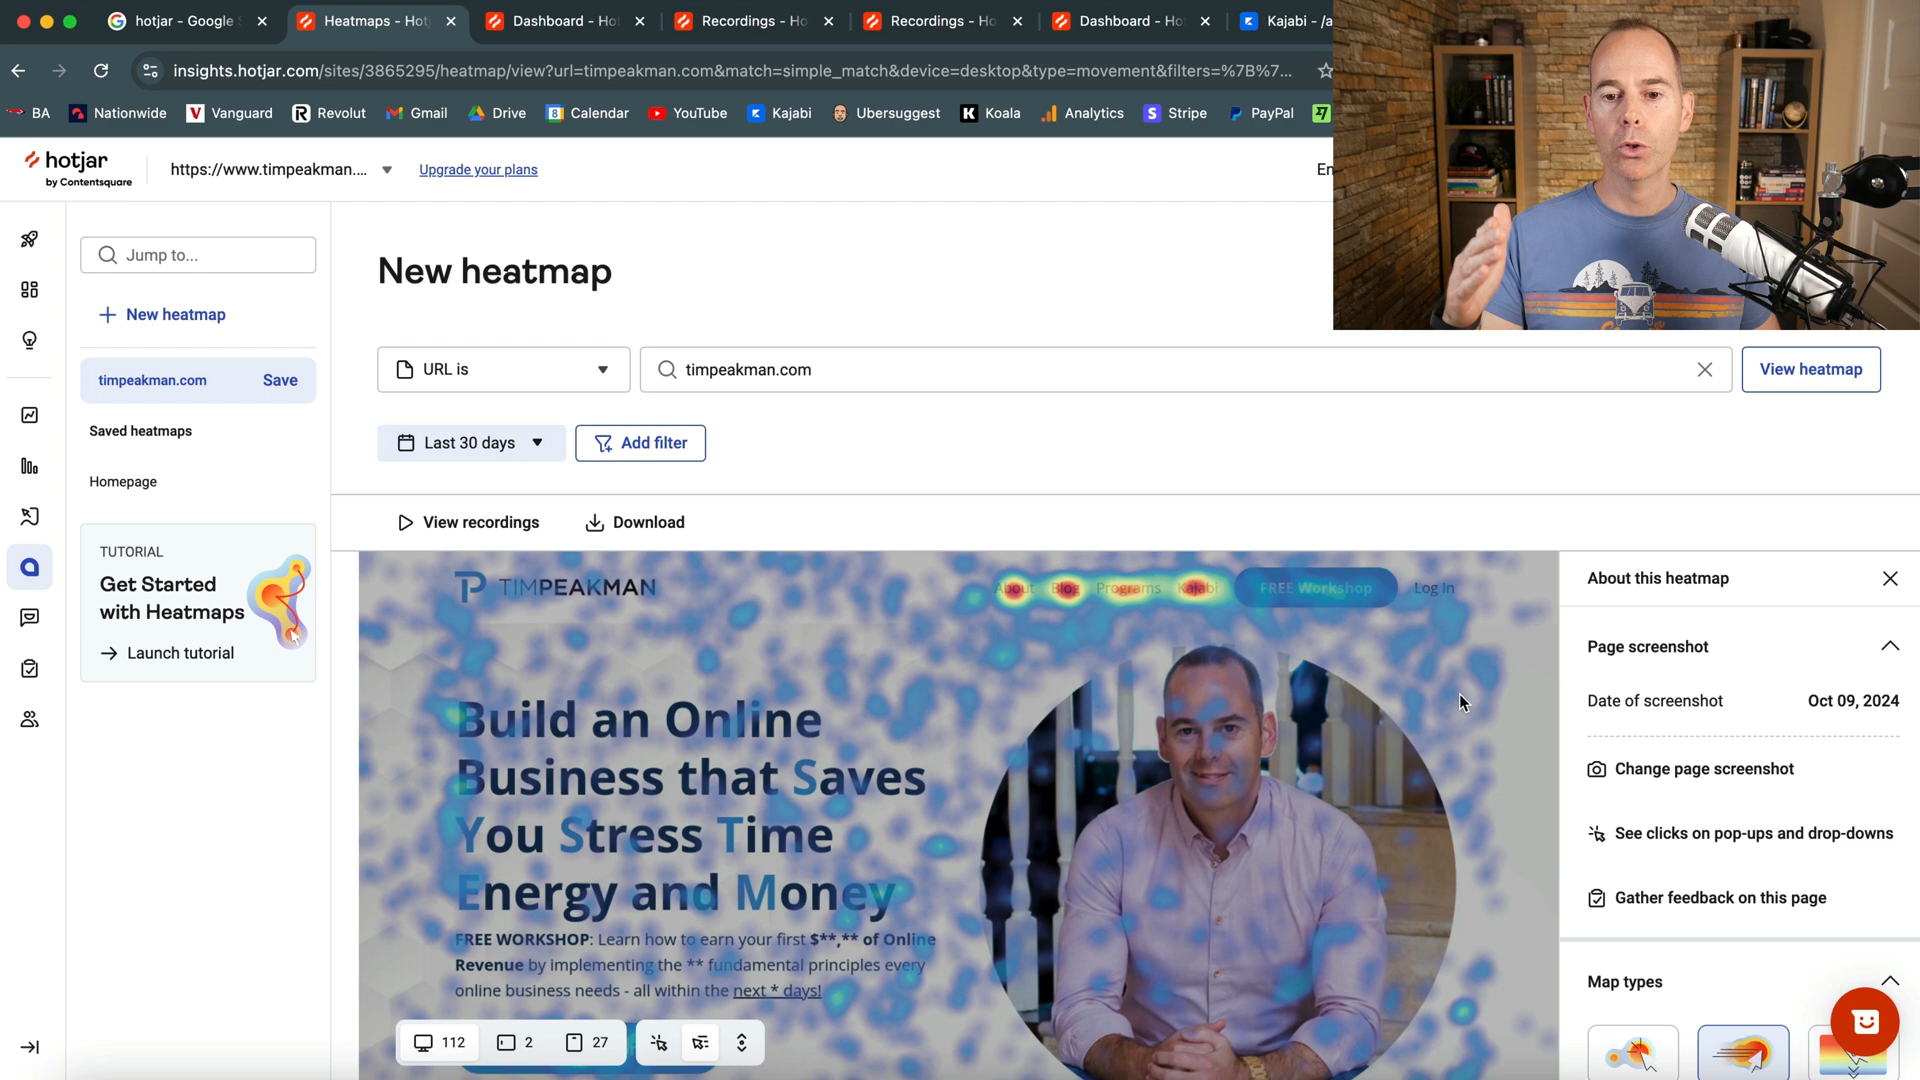 hotjar - Google S
Heatmaps - Hotj
Dashboard - Hot
Recordings - Ho
Recordings - Ho
Dashboard - Hot
Kajabi - /a
insights.hotjar.com/sites/3865295/heatmap/view?url=timpeakman.com&match=simple_match&device=desktop&type=movement&filters=%7B%7...
BA
Nationwide
Vanguard
Revolut
Gmail
Drive
Calendar
YouTube
Kajabi
Ubersuggest
Koala
Analytics
Stripe
PayPal
hotjar
by Contentsquare
https://www.timpeakman....
Upgrade your plans
En
Jump to...
New heatmap
timpeakman.com
Save
Saved heatmaps
Homepage
TUTORIAL
Get Started
with Heatmaps
Launch tutorial
New heatmap
URL is
timpeakman.com
View heatmap
Last 30 days
Add filter
View recordings
Download
TIMPEAKMAN
About
Blog
Programs
Kajabi
FREE Workshop
Log In
Build an Online
Business that Saves
You Stress Time
Energy and Money
FREE WORKSHOP: Learn how to earn your first $**,** of Online
Revenue by implementing the ** fundamental principles every
online business needs - all within the next * days!
112
2
27
About this heatmap
Page screenshot
Date of screenshot
Oct 09, 2024
Change page screenshot
See clicks on pop-ups and drop-downs
Gather feedback on this page
Map types